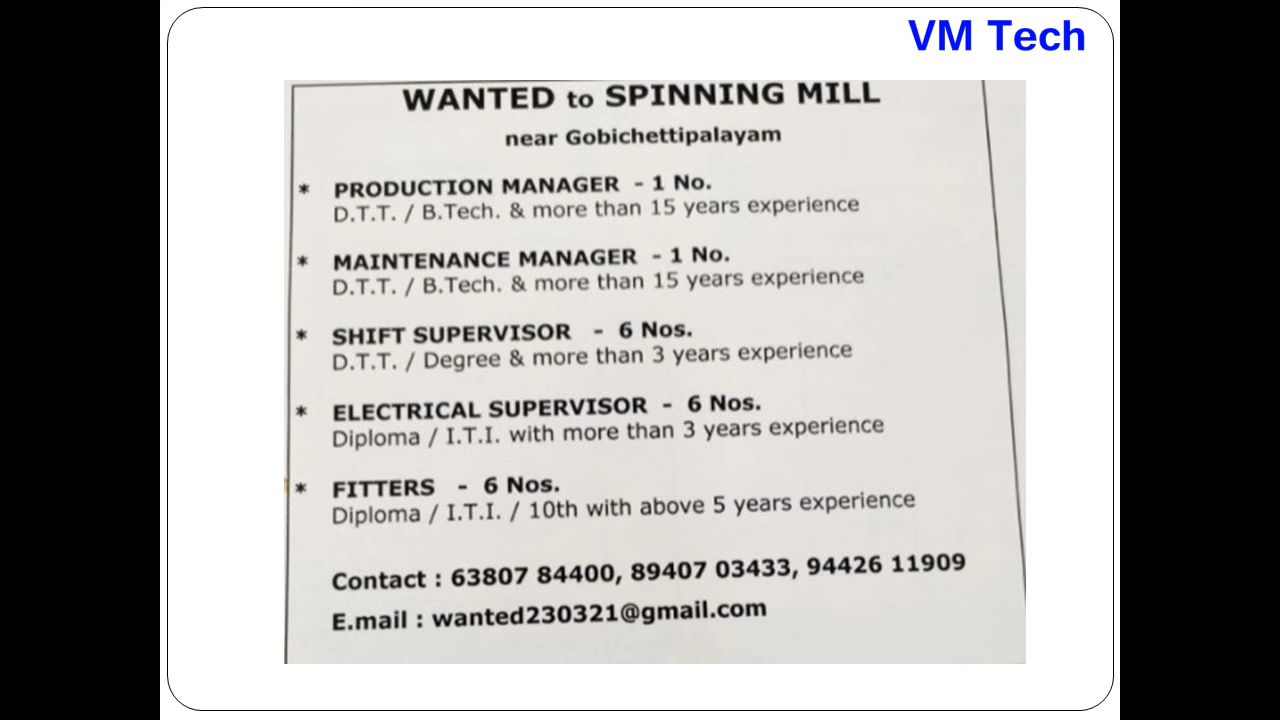 VM Tech
WANTED to SPINNING MILL
near Gobichettipalayam
* PRODUCTION MANAGER - 1 No.
D.T.T. / B.Tech. & more than 15 years experience
* MAINTENANCE MANAGER - 1 No.
D.T.T. / B.Tech. & more than 15 years experience
* SHIFT SUPERVISOR - 6 Nos.
D.T.T. / Degree & more than 3 years experience
* ELECTRICAL SUPERVISOR - 6 Nos.
Diploma / I.T.I. with more than 3 years experience
* FITTERS - 6 Nos.
Diploma / I.T.I. / 10th with above 5 years experience
Contact : 63807 84400, 89407 03433, 94426 11909
E.mail : wanted230321@gmail.com